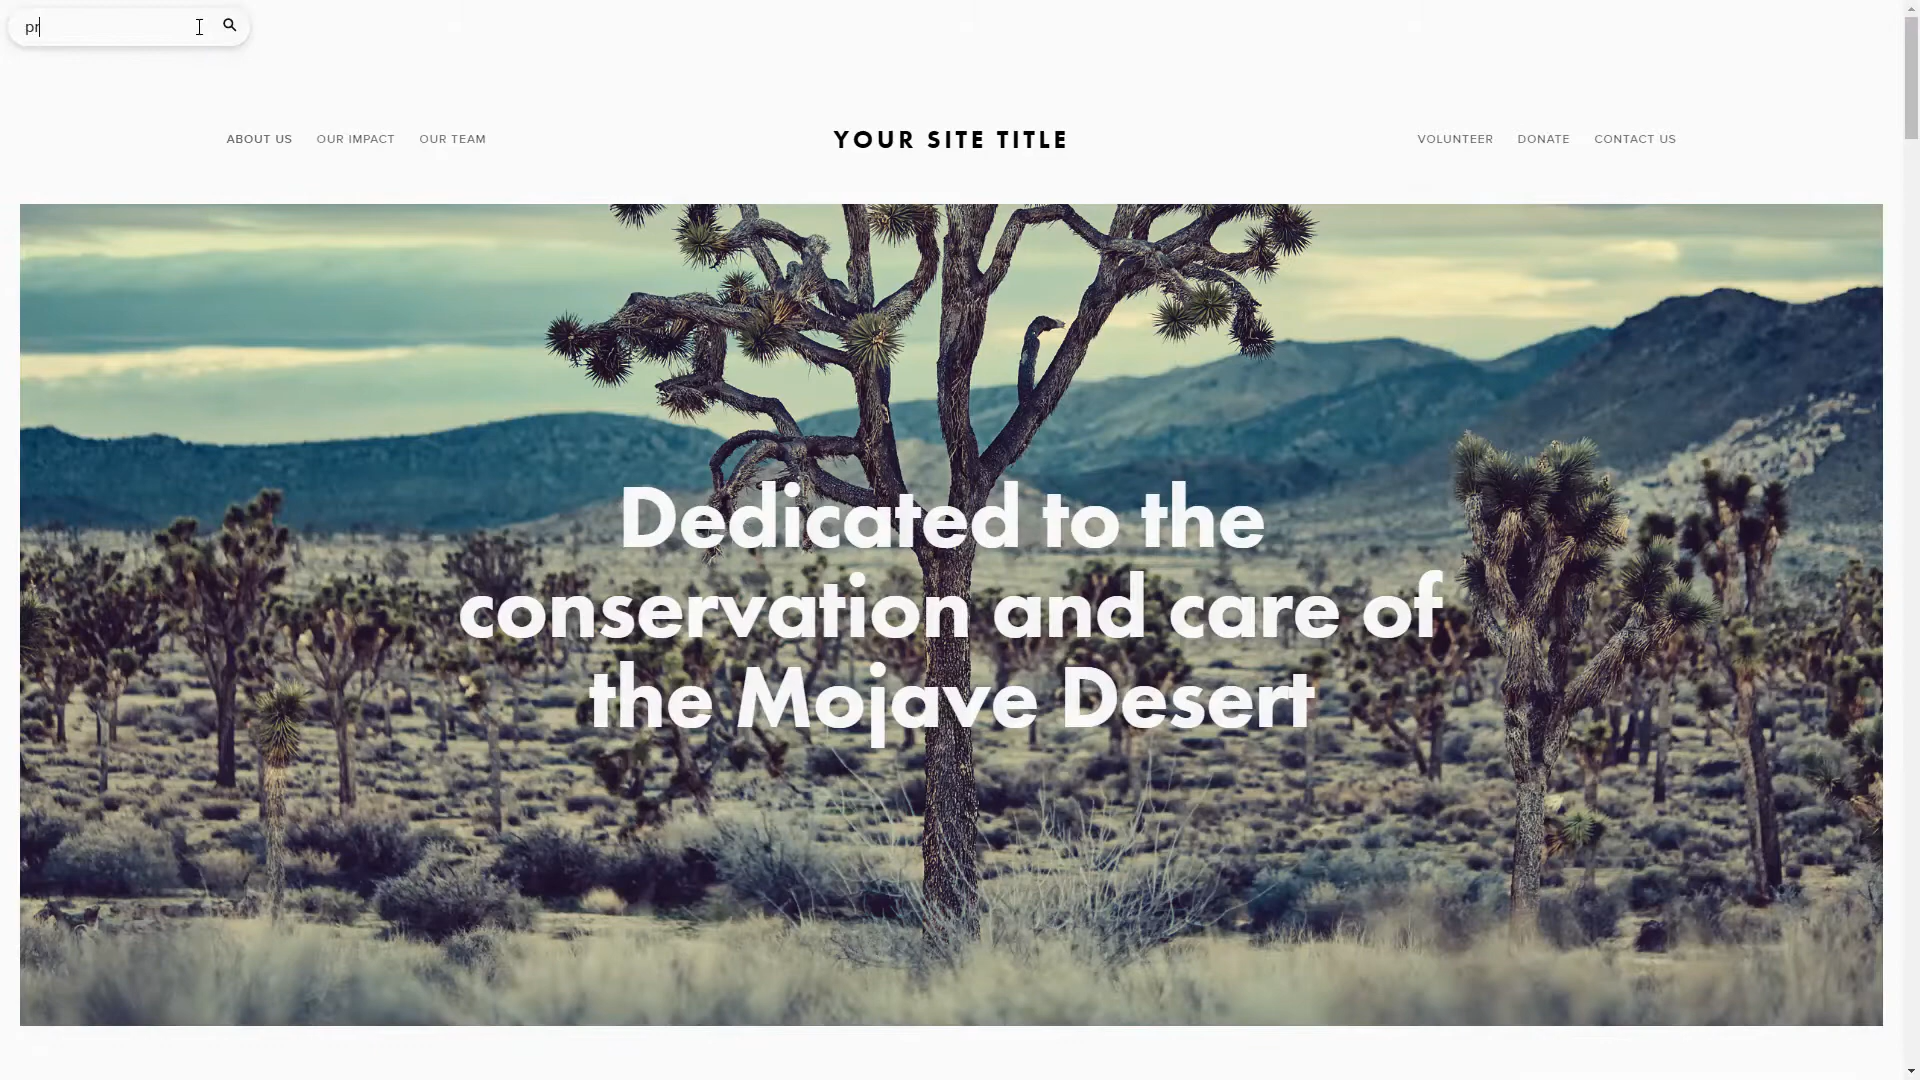 pr
ABOUT US OUR IMPACT OUR TEAM
YOUR SITE TITLE
VOLUNTEER DONATE CONTACT US
Dedicated to the
conservation and care of
the Mojave Desert